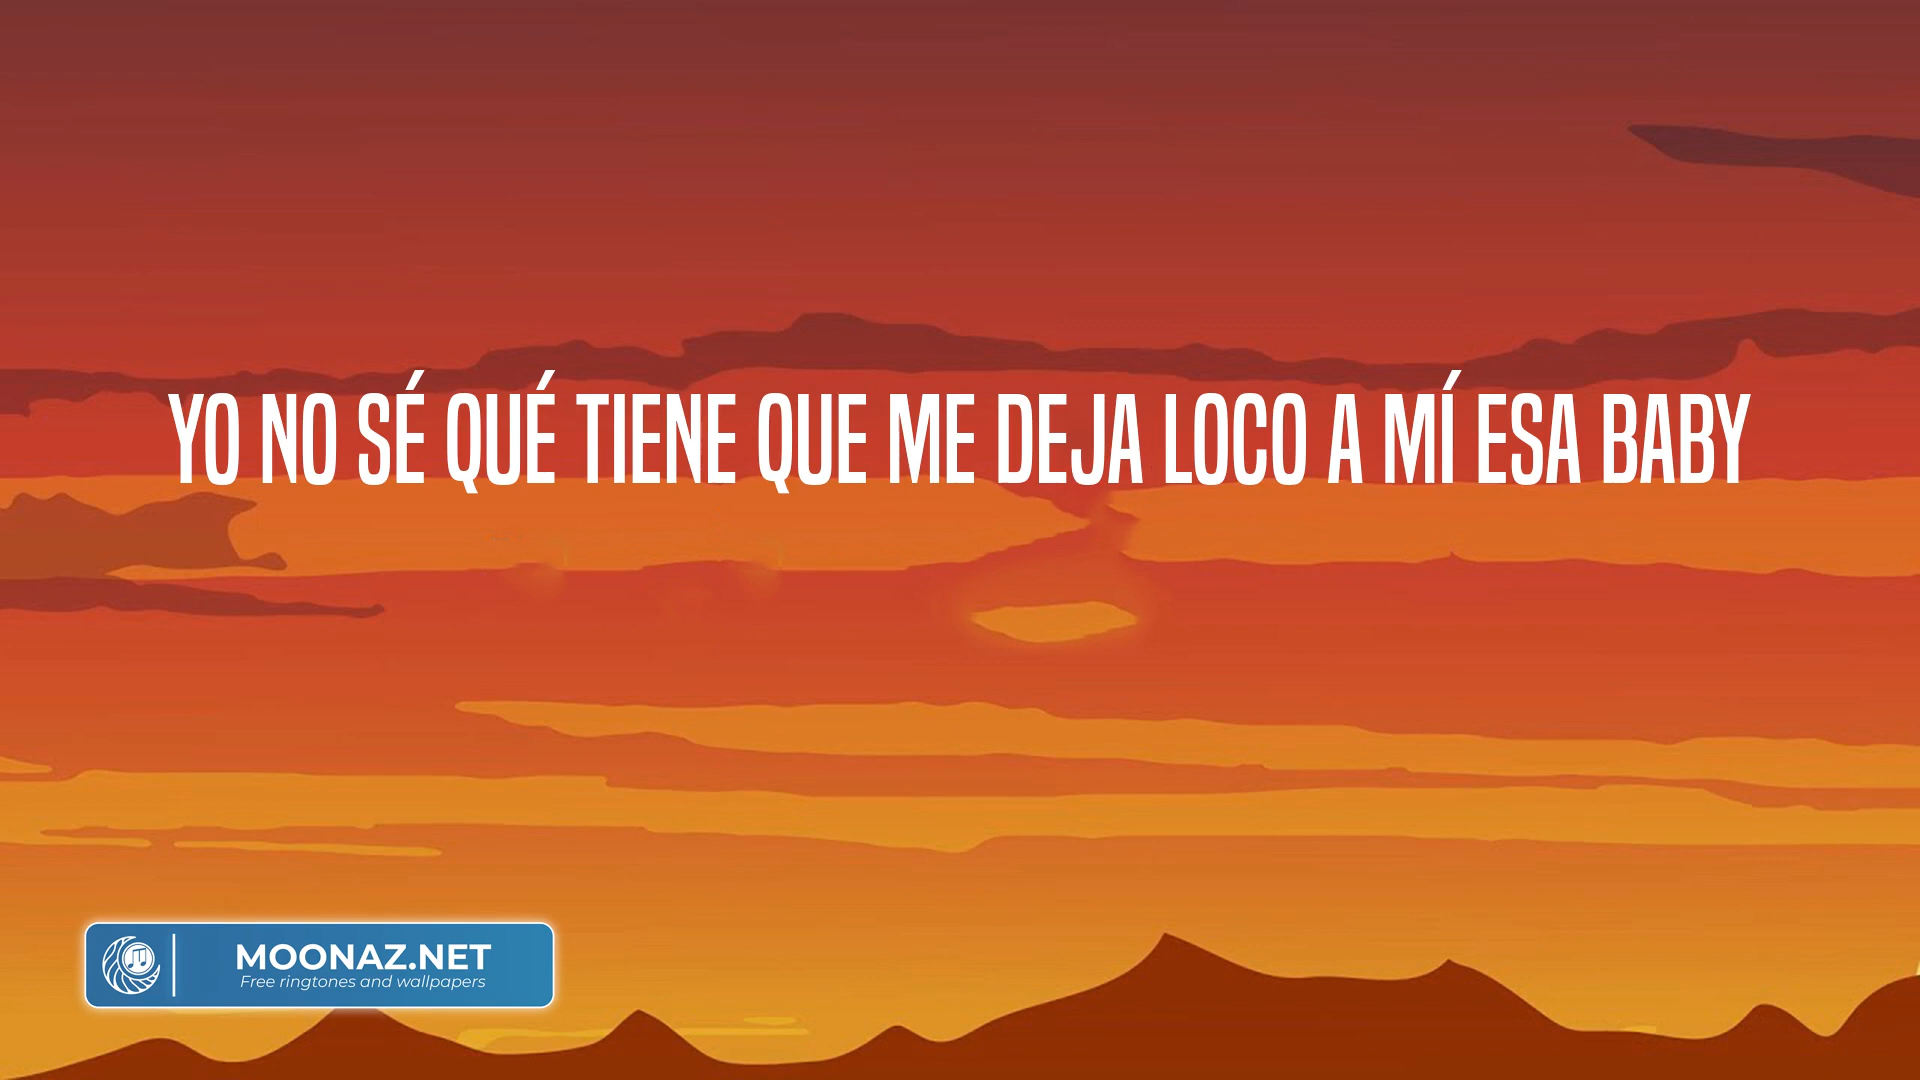 YO NO SÉ QUÉ TIENE QUE ME DEJA LOCO A MÍ ESA BABY
MOONAZ.NET
Free ringtones and wallpapers